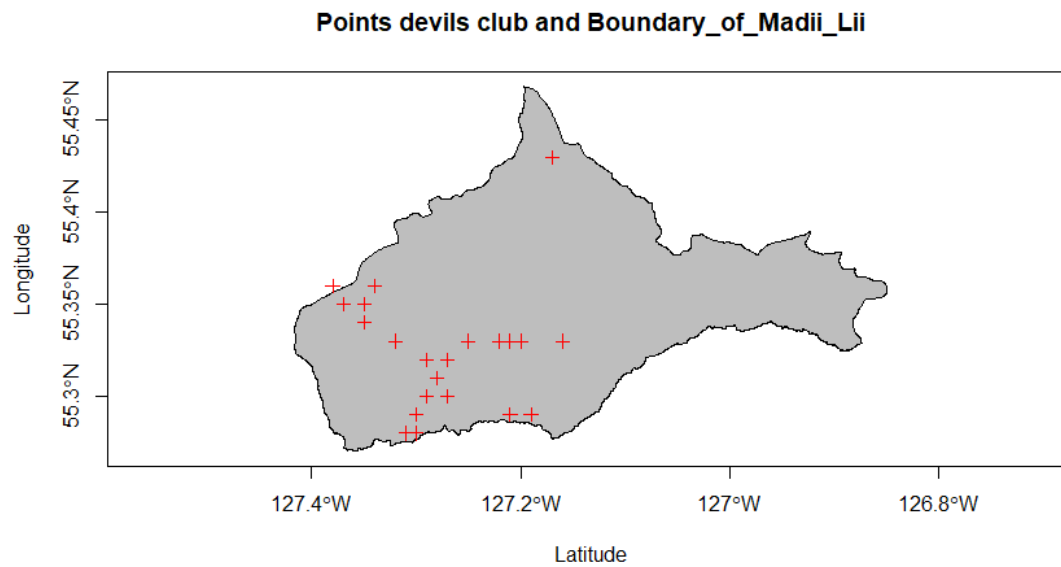 Points devils club and Boundary_of_Madii_Lii
Longitude
55.45°N
55.4°N
55.35°N
55.3°N
127.4°W
127.2°W
127°W
126.8°W
Latitude